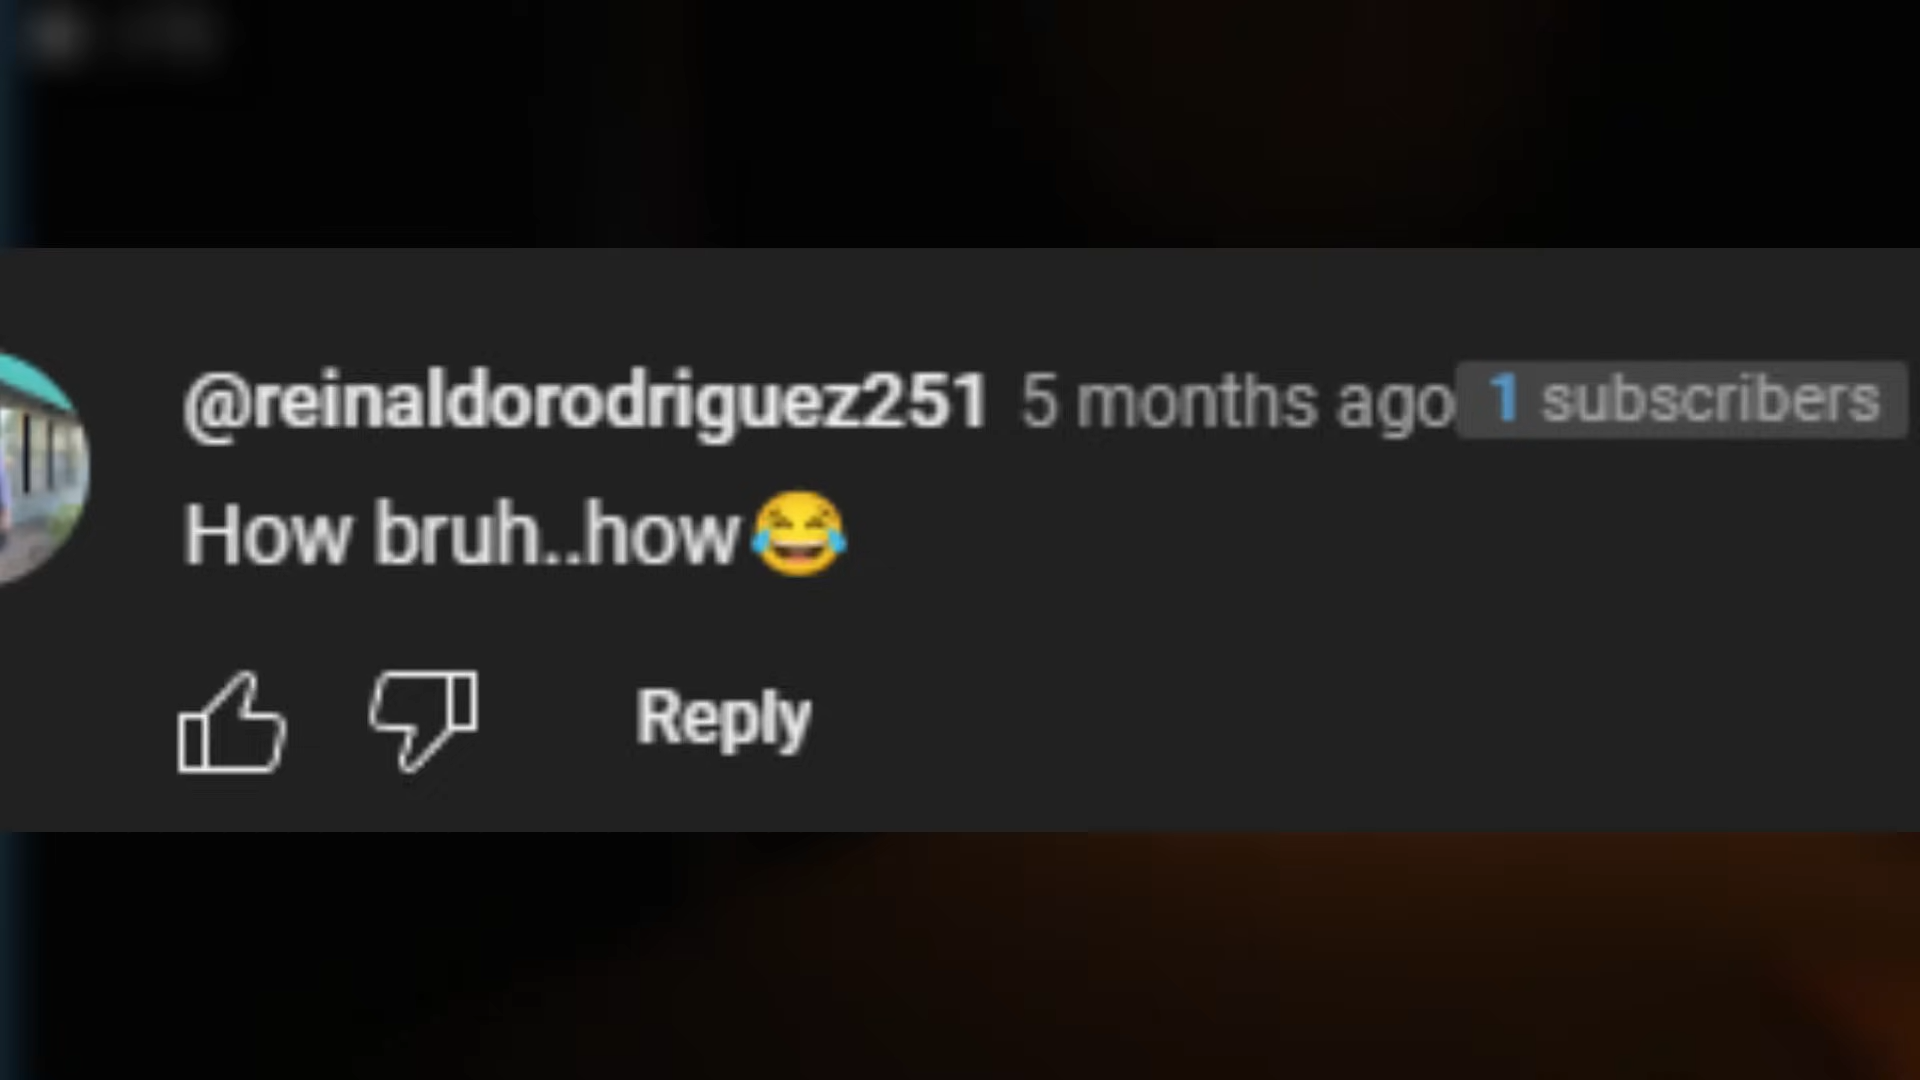 @reinaldorodriguez251 5 months ago 1 subscribers
How bruh..how😂
Reply